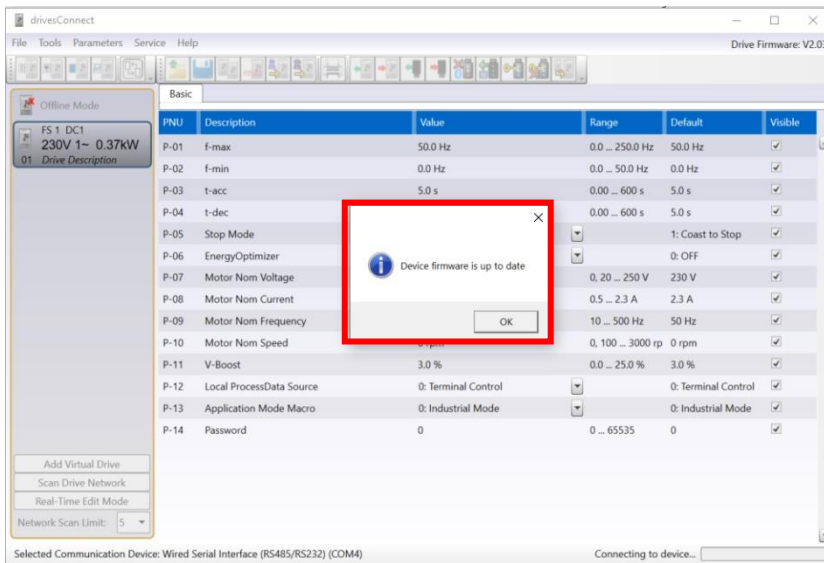 drivesConnect
File Tools Parameters Service Help
Drive Firmware: V2.03
Offline Mode
FS 1 DC1
230V 1~ 0.37kW
01 Drive Description
Basic
PNU Description Value Range Default Visible
P-01 f-max 50.0 Hz 0.0 ... 250.0 Hz 50.0 Hz
P-02 f-min 0.0 Hz 0.0 ... 50.0 Hz 0.0 Hz
P-03 t-acc 5.0 s 0.00 ... 600 s 5.0 s
P-04 t-dec 0.00 ... 600 s 5.0 s
P-05 Stop Mode 1: Coast to Stop
P-06 EnergyOptimizer 0: OFF
P-07 Motor Nom Voltage 0, 20 ... 250 V 230 V
P-08 Motor Nom Current 0.5 ... 2.3 A 2.3 A
P-09 Motor Nom Frequency 10 ... 500 Hz 50 Hz
P-10 Motor Nom Speed 0, 100 ... 3000 rp 0 rpm
P-11 V-Boost 3.0 % 0.0 ... 25.0 % 3.0 %
P-12 Local ProcessData Source 0: Terminal Control 0: Terminal Control
P-13 Application Mode Macro 0: Industrial Mode 0: Industrial Mode
P-14 Password 0 0 ... 65535 0
Device firmware is up to date
OK
Add Virtual Drive
Scan Drive Network
Real-Time Edit Mode
Network Scan Limit: 5
Selected Communication Device: Wired Serial Interface (RS485/RS232) (COM4)
Connecting to device...